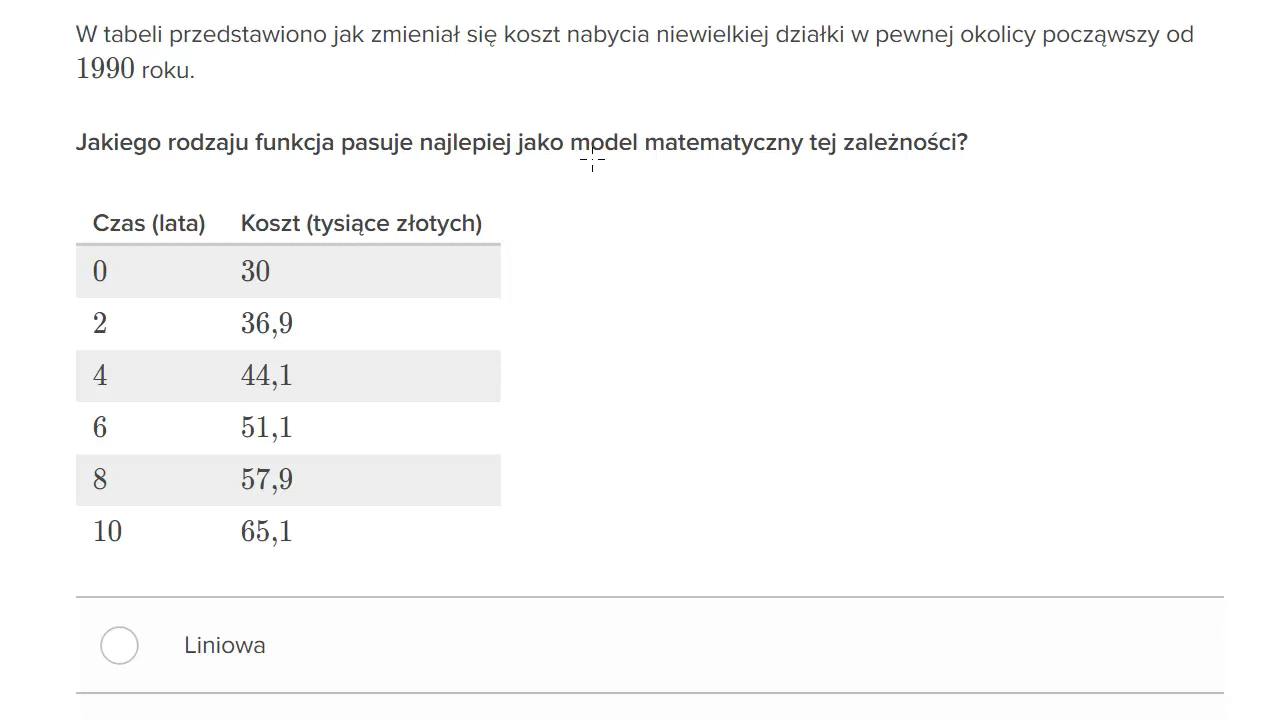 W tabeli przedstawiono jak zmieniał się koszt nabycia niewielkiej działki w pewnej okolicy począwszy od
1990 roku.
Jakiego rodzaju funkcja pasuje najlepiej jako model matematyczny tej zależności?
Czas (lata) Koszt (tysiące złotych)
0 30
2 36,9
4 44,1
6 51,1
8 57,9
10 65,1
Liniowa